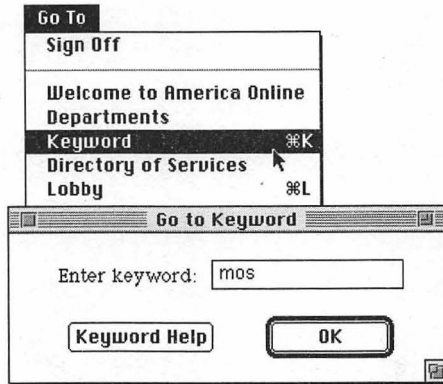 Go To
Sign Off
Welcome to America Online
Departments
Keyword ⌘K
Directory of Services
Lobby ⌘L
Go to Keyword
Enter keyword: mos
Keyword Help OK